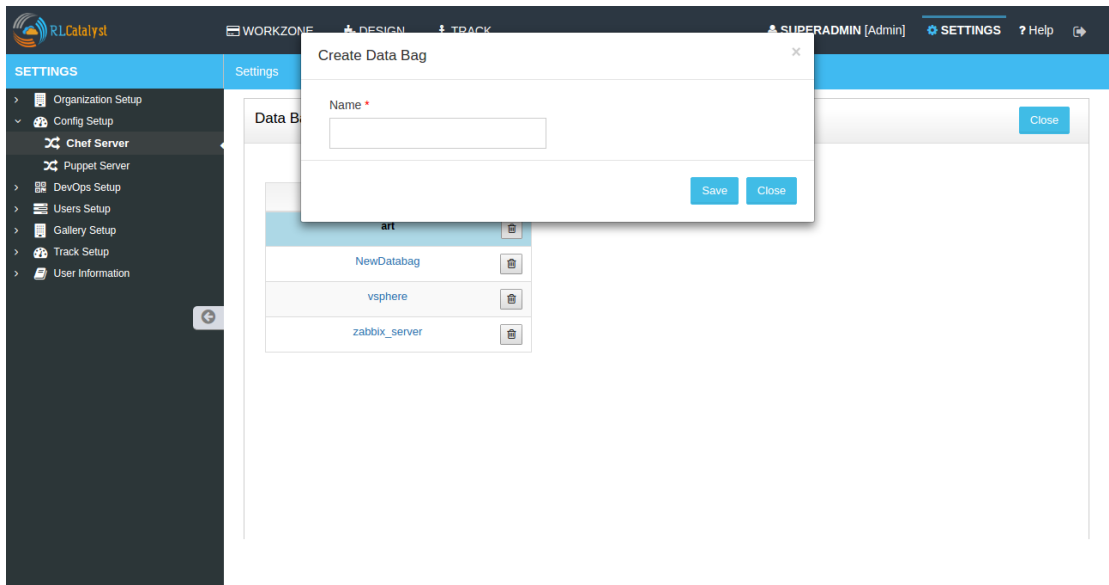 RLCatalyst
WORKZONE DESIGN TRACK SUPERADMIN [Admin] SETTINGS ? Help
SETTINGS
Settings
Organization Setup
Config Setup
Chef Server
Puppet Server
DevOps Setup
Users Setup
Gallery Setup
Track Setup
User Information
Create Data Bag ×
Name *
Save Close
Data B
Close
art
NewDatabag
vsphere
zabbix_server